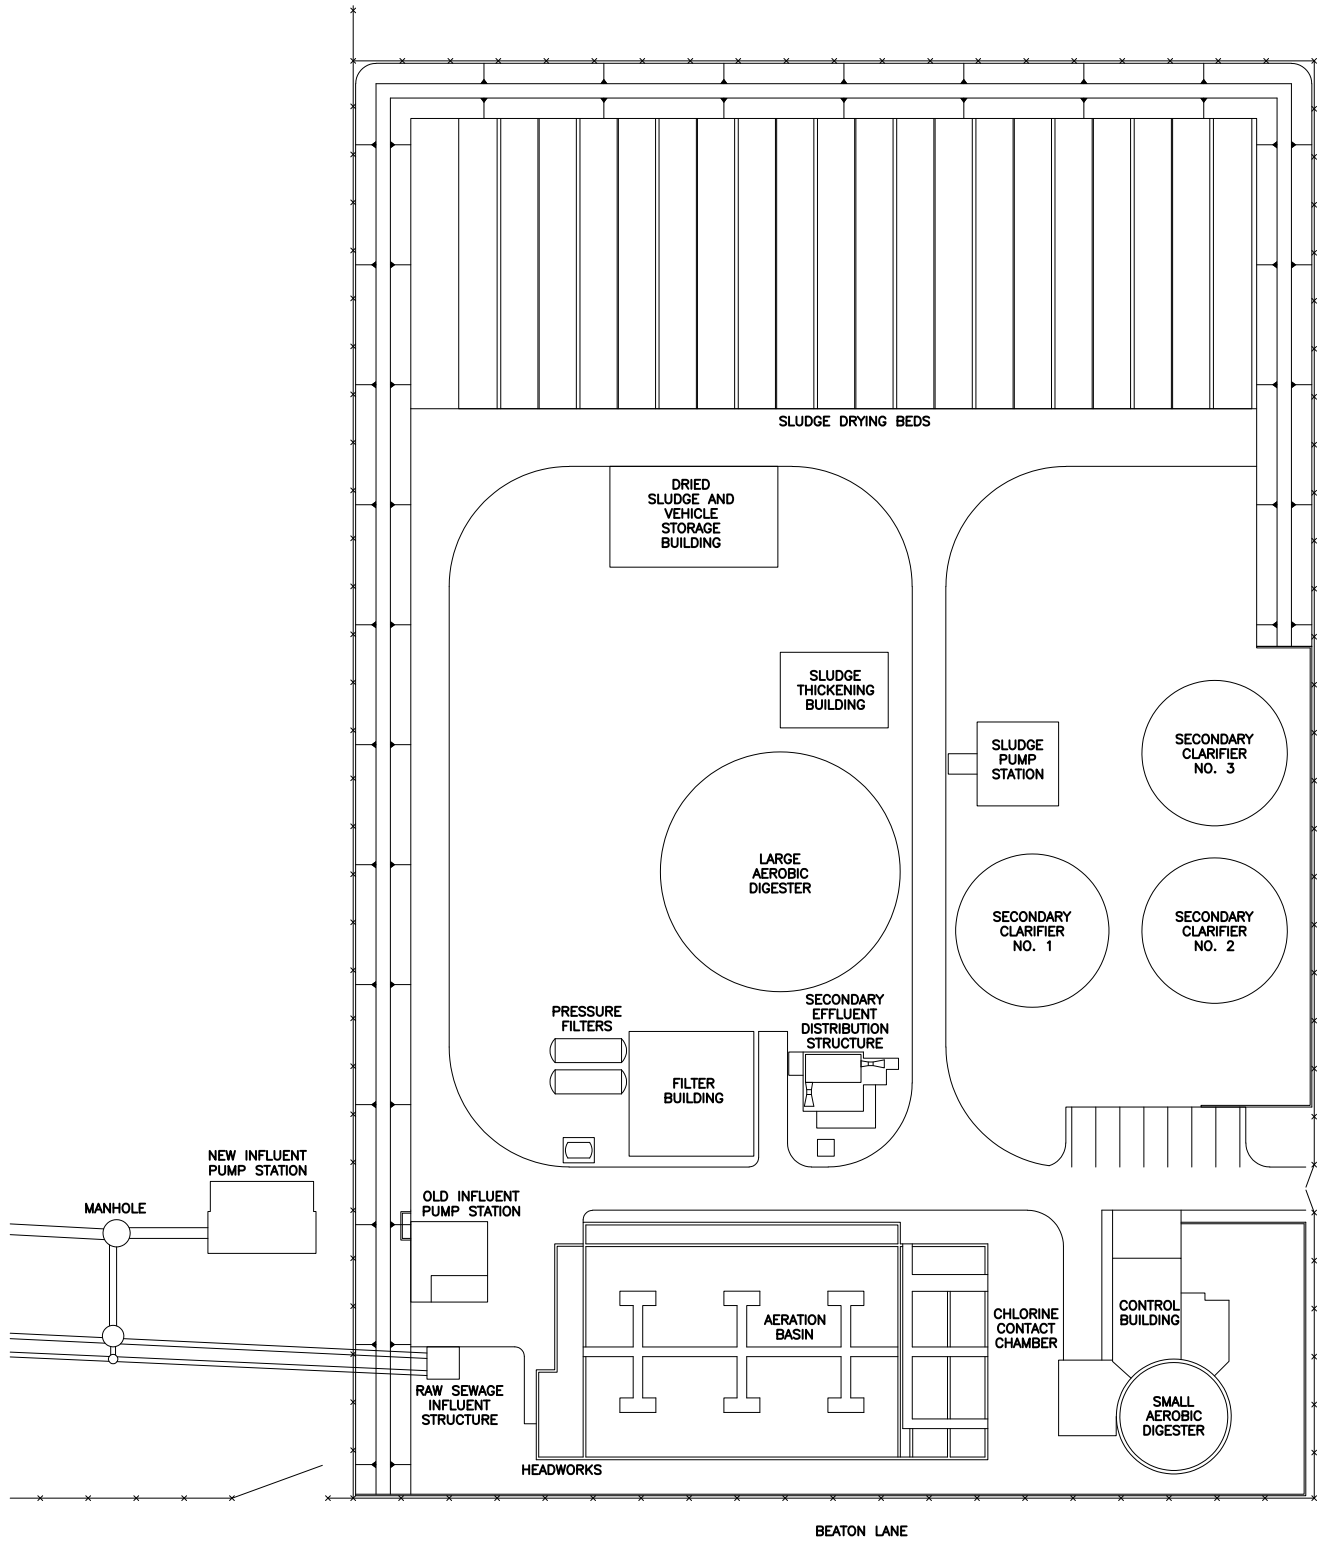 SLUDGE DRYING BEDS
DRIED
SLUDGE AND
VEHICLE
STORAGE
BUILDING
SLUDGE
THICKENING
BUILDING
SLUDGE
PUMP
STATION
SECONDARY
CLARIFIER
NO. 3
LARGE
AEROBIC
DIGESTER
SECONDARY
CLARIFIER
NO. 1
SECONDARY
CLARIFIER
NO. 2
PRESSURE
FILTERS
SECONDARY
EFFLUENT
DISTRIBUTION
STRUCTURE
FILTER
BUILDING
NEW INFLUENT
PUMP STATION
MANHOLE
OLD INFLUENT
PUMP STATION
AERATION
BASIN
CHLORINE
CONTACT
CHAMBER
CONTROL
BUILDING
RAW SEWAGE
INFLUENT
STRUCTURE
SMALL
AEROBIC
DIGESTER
HEADWORKS
BEATON LANE